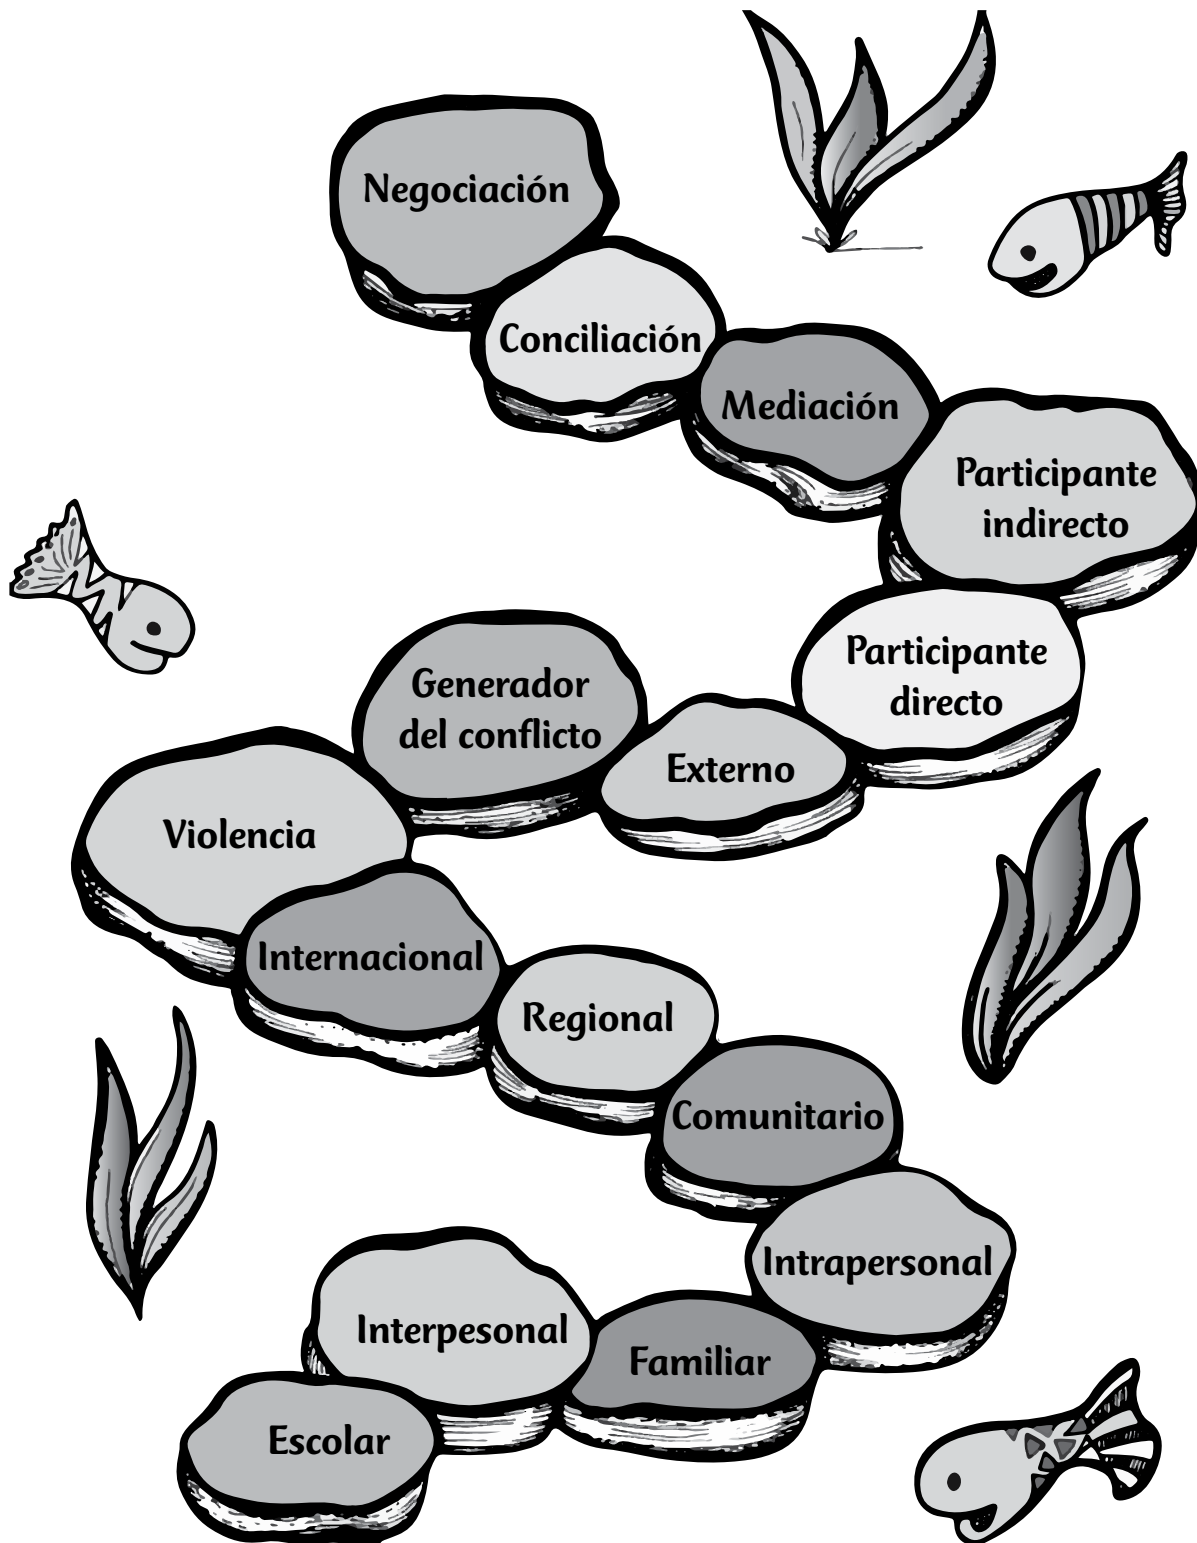 Negociación
Conciliación
Mediación
Participante
indirecto
Participante
directo
Generador
del conflicto
Externo
Violencia
Internacional
Regional
Comunitario
Intrapersonal
Interpesonal
Familiar
Escolar